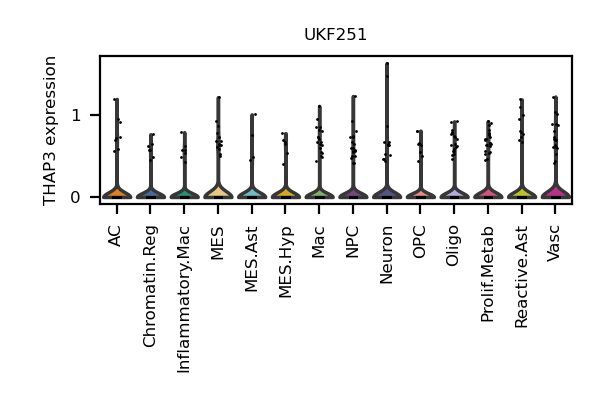 UKF251
THAP3 expression
1
0
AC
Chromatin.Reg
Inflammatory.Mac
MES
MES.Ast
MES.Hyp
Mac
NPC
Neuron
OPC
Oligo
Prolif.Metab
Reactive.Ast
Vasc